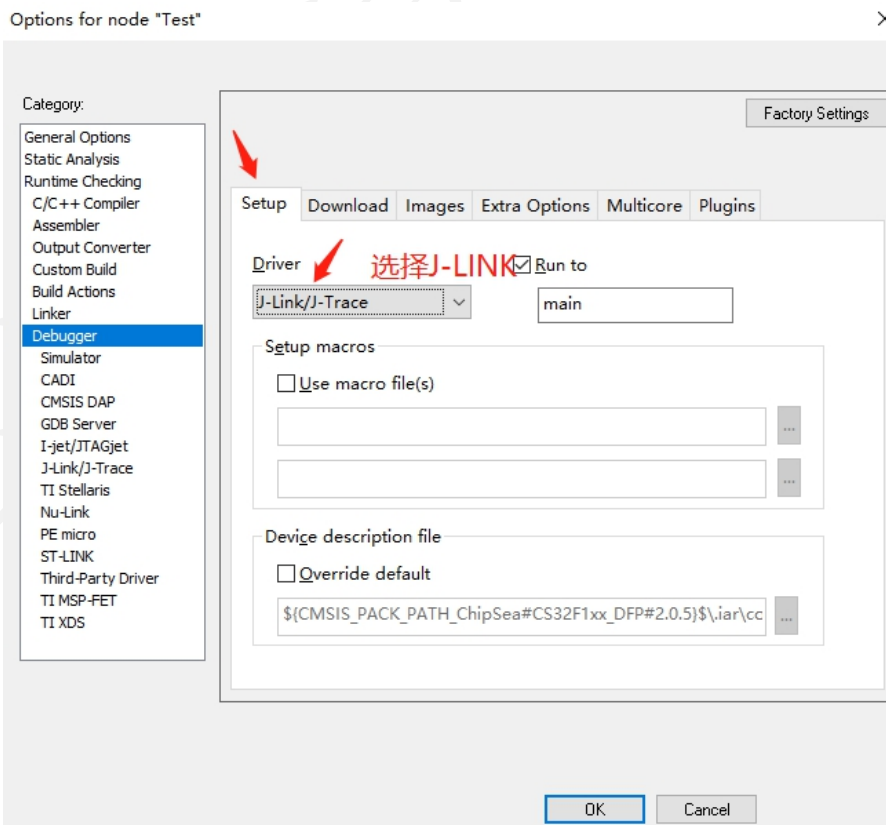 Options for node "Test"
Category:
Factory Settings
General Options
Static Analysis
Runtime Checking
C/C++ Compiler
Assembler
Output Converter
Custom Build
Build Actions
Linker
Debugger
Simulator
CADI
CMSIS DAP
GDB Server
I-jet/JTAGjet
J-Link/J-Trace
TI Stellaris
Nu-Link
PE micro
ST-LINK
Third-Party Driver
TI MSP-FET
TI XDS
Setup Download Images Extra Options Multicore Plugins
Driver 选择J-LINK Run to
J-Link/J-Trace main
Setup macros
Use macro file(s)
...
...
Device description file
Override default
${CMSIS_PACK_PATH_ChipSea#CS32F1xx_DFP#2.0.5}$\.iar\cc ...
OK Cancel